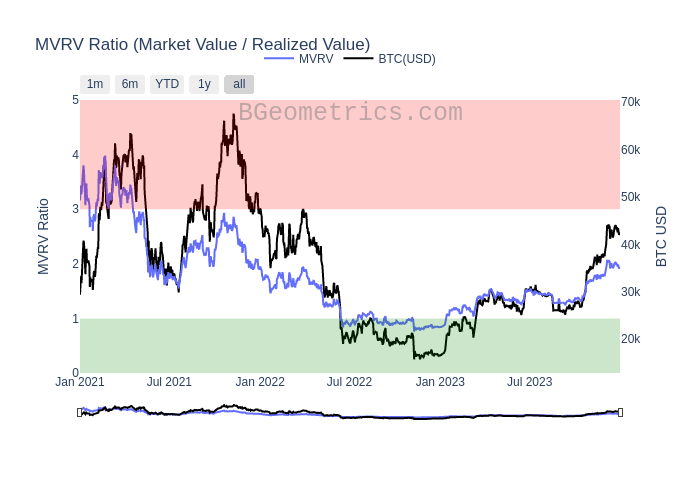 MVRV Ratio (Market Value / Realized Value)
MVRV
BTC(USD)
1m
6m
YTD
1y
all
BGeometrics.com
5
4
3
2
1
0
MVRV Ratio
70k
60k
50k
40k
30k
20k
BTC USD
Jan 2021
Jul 2021
Jan 2022
Jul 2022
Jan 2023
Jul 2023